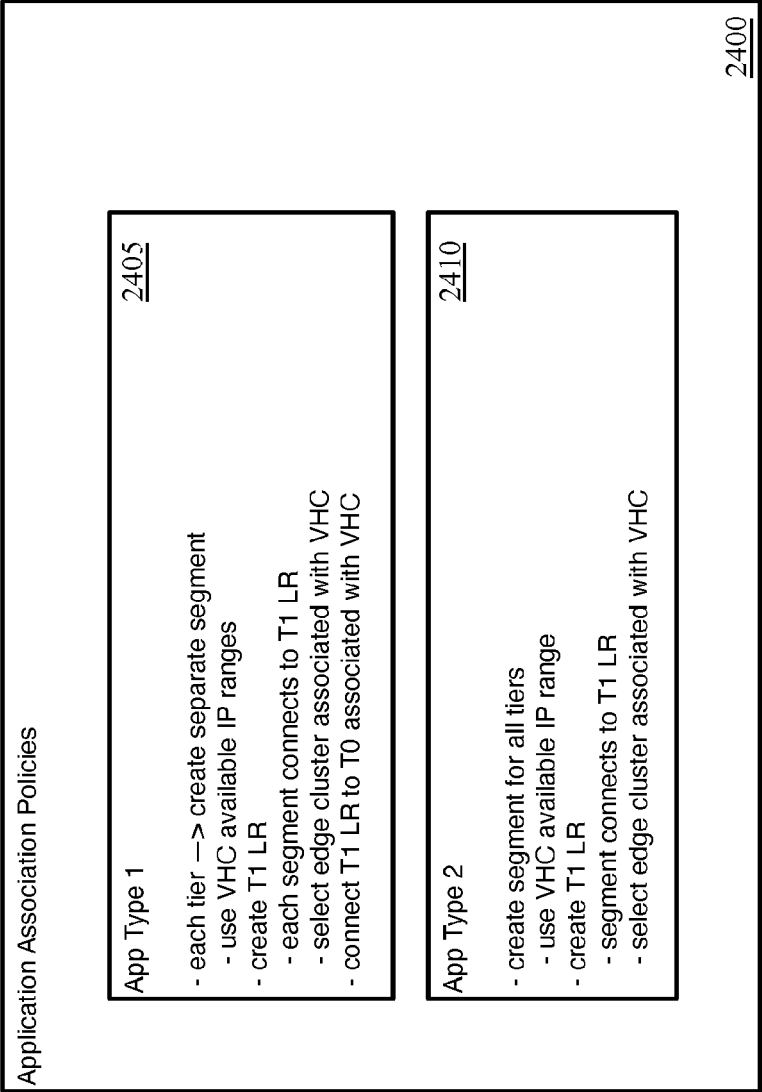 Application Association Policies
App Type 1
2405
- each tier —> create separate segment
- use VHC available IP ranges
- create T1 LR
- each segment connects to T1 LR
- select edge cluster associated with VHC
- connect T1 LR to T0 associated with VHC
App Type 2
2410
- create segment for all tiers
- use VHC available IP range
- create T1 LR
- segment connects to T1 LR
- select edge cluster associated with VHC
2400